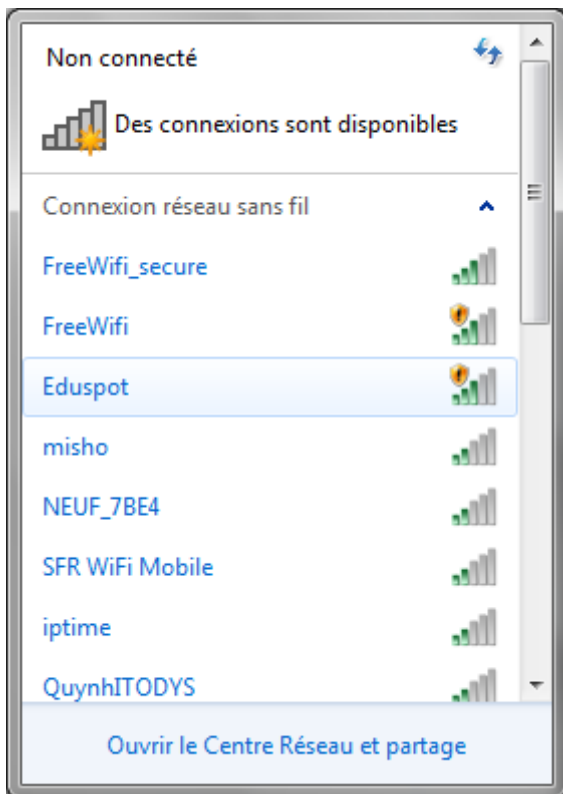 Non connecté
Des connexions sont disponibles
Connexion réseau sans fil
FreeWifi_secure
FreeWifi
Eduspot
misho
NEUF_7BE4
SFR WiFi Mobile
iptime
QuynhITODYS
Ouvrir le Centre Réseau et partage